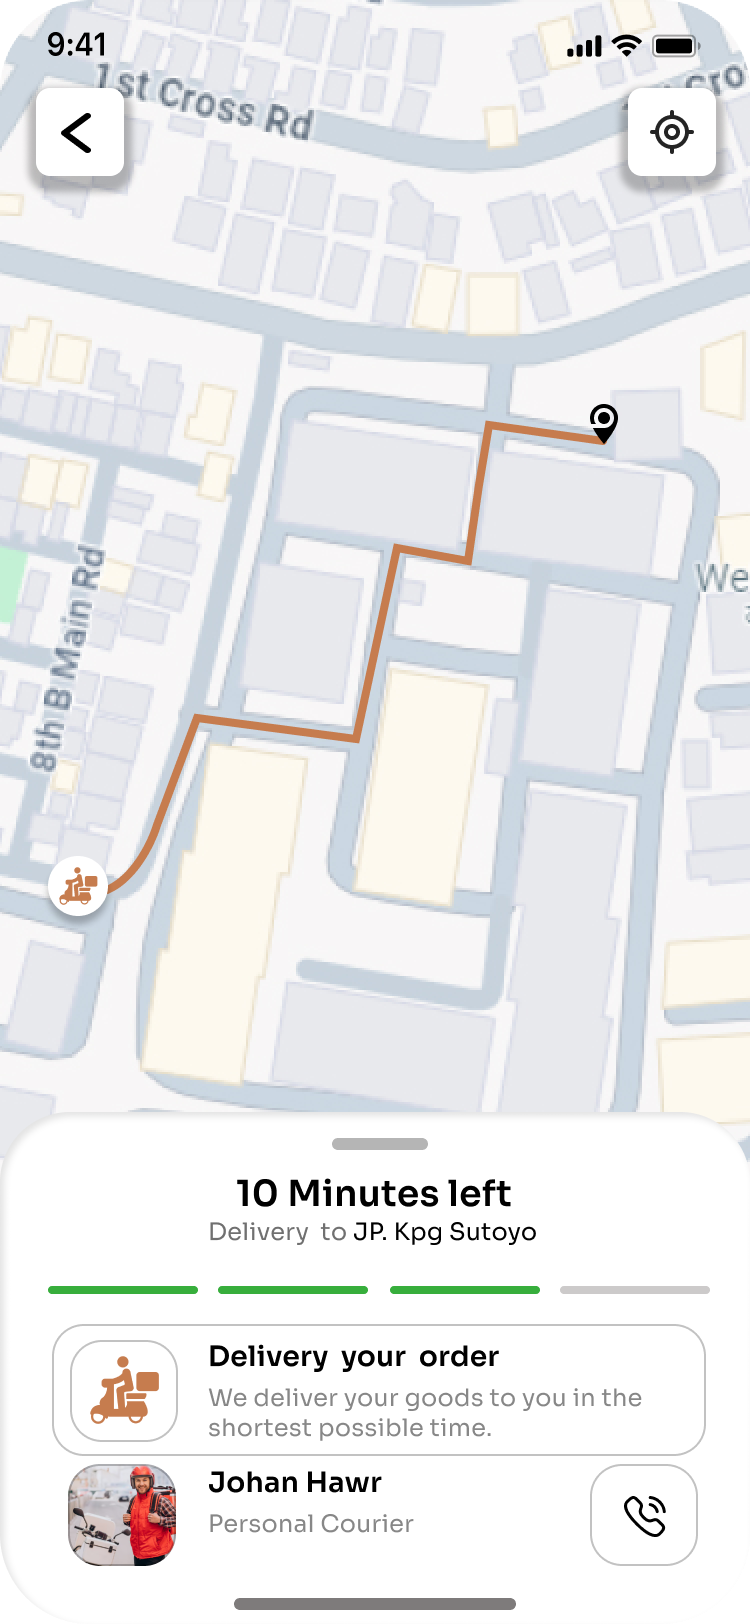 9:41
1st Cross Rd
8th B Main Rd
10 Minutes left
Delivery to JP. Kpg Sutoyo
Delivery your order
We deliver your goods to you in the
shortest possible time.
Johan Hawr
Personal Courier